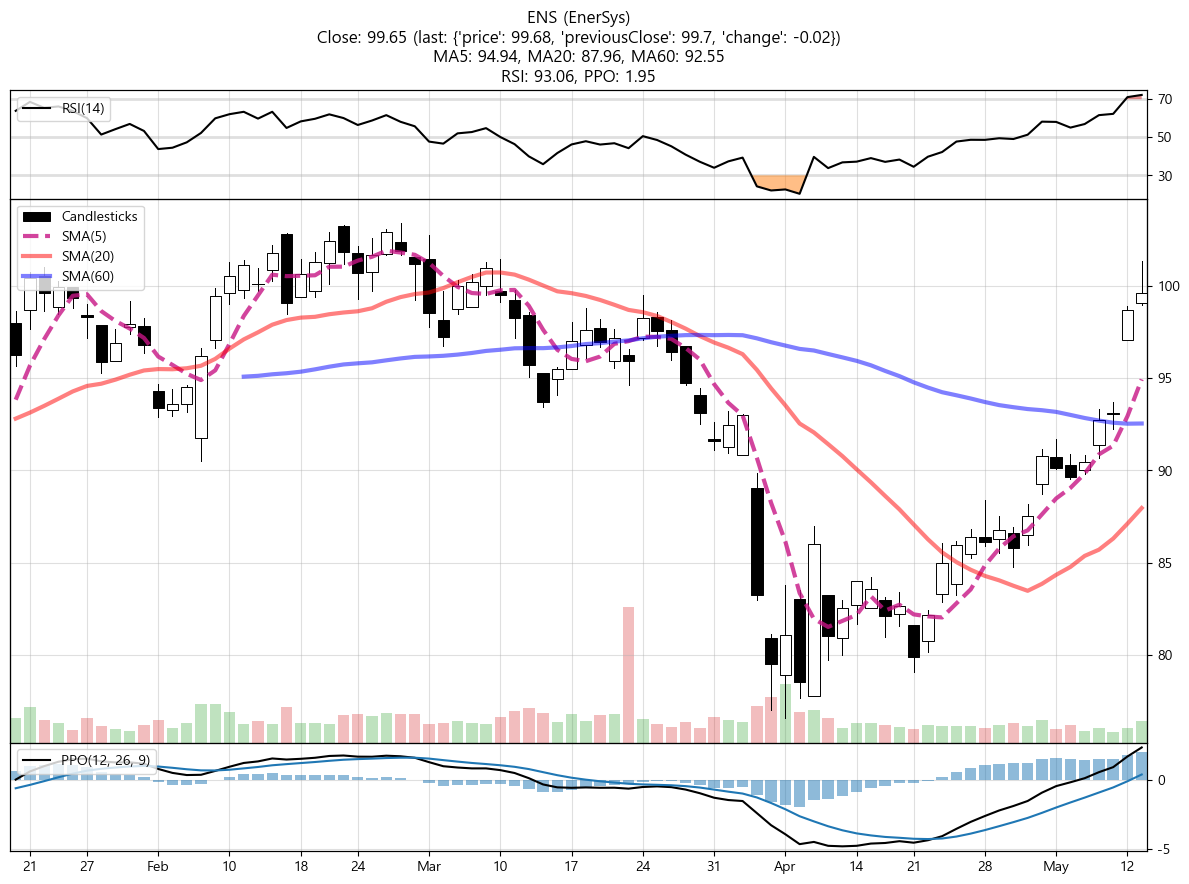 ENS (EnerSys)
Close: 99.65 (last: {'price': 99.68, 'previousClose': 99.7, 'change': -0.02})
MA5: 94.94, MA20: 87.96, MA60: 92.55
RSI: 93.06, PPO: 1.95
RSI(14)
70
50
30
Candlesticks
SMA(5)
SMA(20)
SMA(60)
100
95
90
85
80
PPO(12, 26, 9)
0
-5
21 27 Feb 10 18 24 Mar 10 17 24 31 Apr 14 21 28 May 12